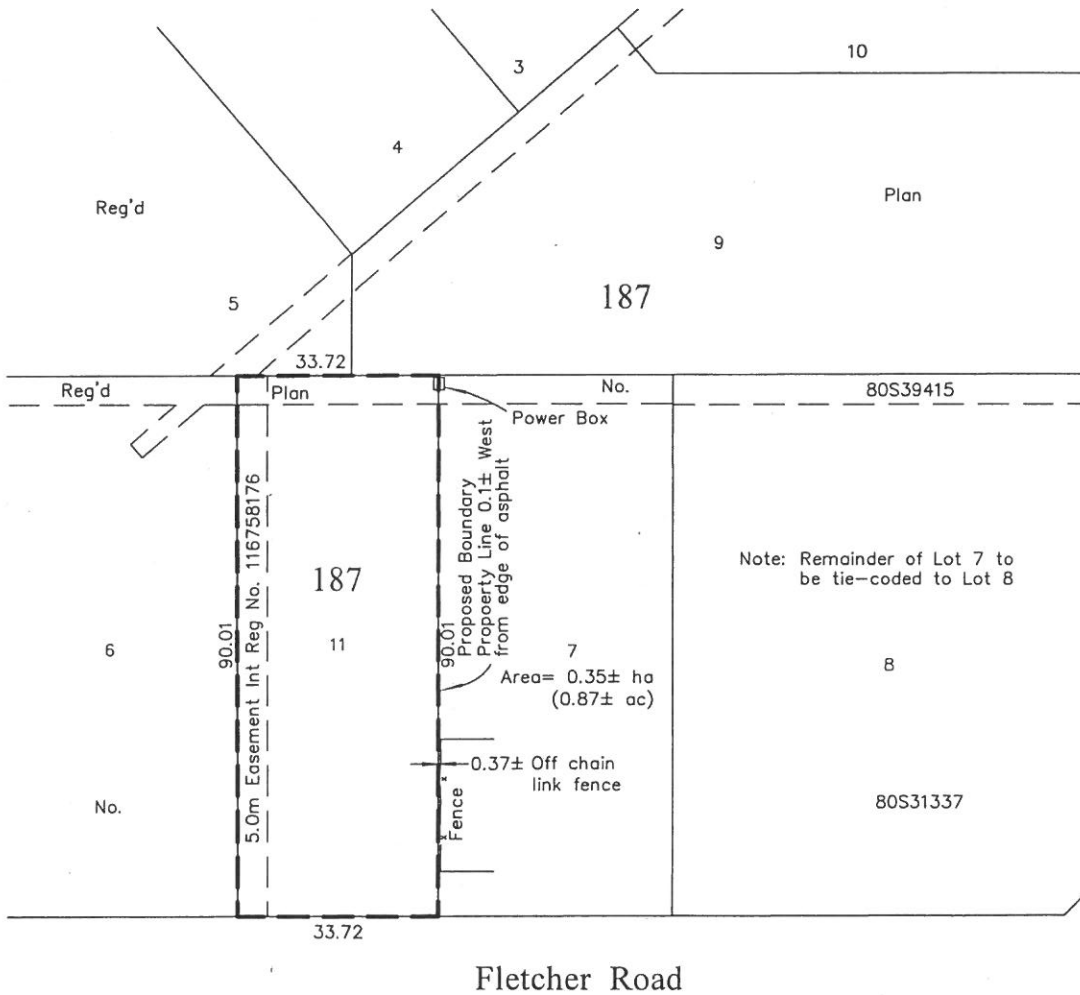 3
10
4
Reg'd
Plan
9
5
187
33.72
Reg'd
Plan
No.
80S39415
Power Box
5.0m Easement Int Reg No. 116758176
90.01
90.01
Proposed Boundary
Propoerty Line 0.1± West
from edge of asphalt
187
Note: Remainder of Lot 7 to
be tie-coded to Lot 8
6
11
7
8
Area= 0.35± ha
(0.87± ac)
0.37± Off chain
link fence
Fence
No.
80S31337
33.72
Fletcher Road